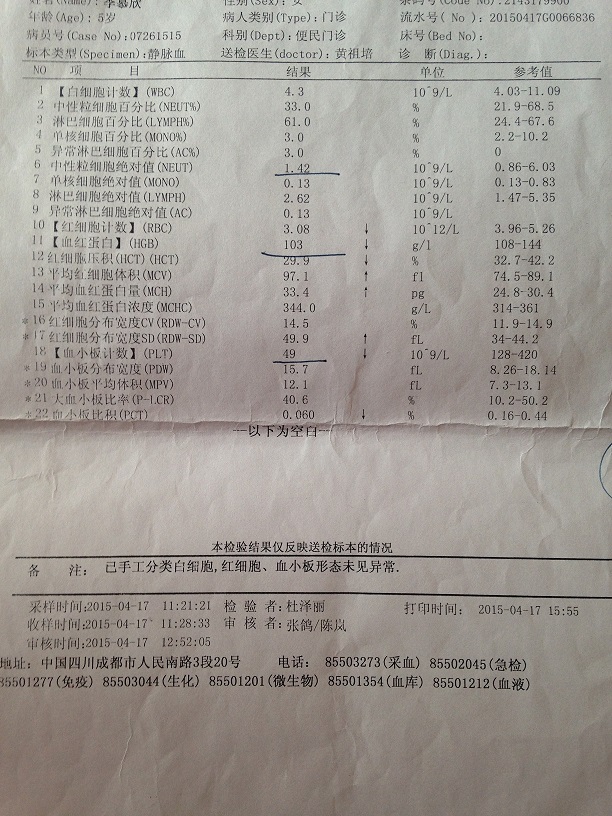 姓名(Name): 李慕欣 性别(Sex): 女 条码号(Code No):2143179900
年龄(Age): 5岁 病人类别(Type): 门诊 流水号( No ): 20150417G0066836
病员号(Case No):07261515 科别(Dept): 便民门诊 床号(Bed No):
标本类型(Specimen):静脉血 送检医生(doctor): 黄祖培 诊 断(Diag.):
NO 项 目 结果 单位 参考值
1 【白细胞计数】(WBC) 4.3 10^9/L 4.03-11.09
2 中性粒细胞百分比(NEUT%) 33.0 % 21.9-68.5
3 淋巴细胞百分比(LYMPH%) 61.0 % 24.4-67.6
4 单核细胞百分比(MONO%) 3.0 % 2.2-10.2
5 异常淋巴细胞百分比(AC%) 3.0 % 0
6 中性粒细胞绝对值(NEUT) 1.42 10^9/L 0.86-6.03
7 单核细胞绝对值(MONO) 0.13 10^9/L 0.13-0.83
8 淋巴细胞绝对值(LYMPH) 2.62 10^9/L 1.47-5.35
9 异常淋巴细胞绝对值(AC) 0.13 10^9/L
10 【红细胞计数】(RBC) 3.08 ↓ 10^12/L 3.96-5.26
11 【血红蛋白】(HGB) 103 ↓ g/l 108-144
12 红细胞压积(HCT)(HCT) 29.9 ↓ % 32.7-42.2
13 平均红细胞体积(MCV) 97.1 ↑ fl 74.5-89.1
14 平均血红蛋白量(MCH) 33.4 ↑ pg 24.8-30.4
15 平均血红蛋白浓度(MCHC) 344.0 g/L 314-361
*16 红细胞分布宽度CV(RDW-CV) 14.5 % 11.9-14.9
*17 红细胞分布宽度SD(RDW-SD) 49.9 ↑ fL 34-44.2
18 【血小板计数】(PLT) 49 ↓ 10^9/L 128-420
*19 血小板分布宽度(PDW) 15.7 fL 8.26-18.14
*20 血小板平均体积(MPV) 12.1 fL 7.3-13.1
*21 大血小板比率(P-LCR) 40.6 % 10.2-50.2
*22 血小板比积(PCT) 0.060 ↓ % 0.16-0.44
---以下为空白---
本检验结果仅反映送检标本的情况
备 注: 已手工分类白细胞,红细胞、血小板形态未见异常.
采样时间:2015-04-17 11:21:21 检 验 者:杜泽丽 打印时间: 2015-04-17 15:55
收样时间:2015-04-17 11:28:33 审 核 者:张鸽/陈岚
审核时间:2015-04-17 12:52:05
地址: 中国四川成都市人民南路3段20号 电话: 85503273(采血) 85502045(急检)
85501277(免疫) 85503044(生化) 85501201(微生物) 85501354(血库) 85501212(血液)